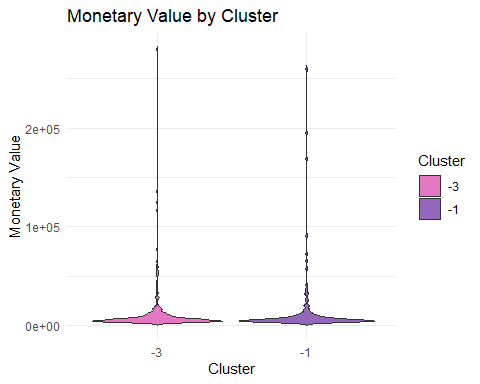 Monetary Value by Cluster
Monetary Value
2e+05
1e+05
0e+00
-3
-1
Cluster
Cluster
-3
-1